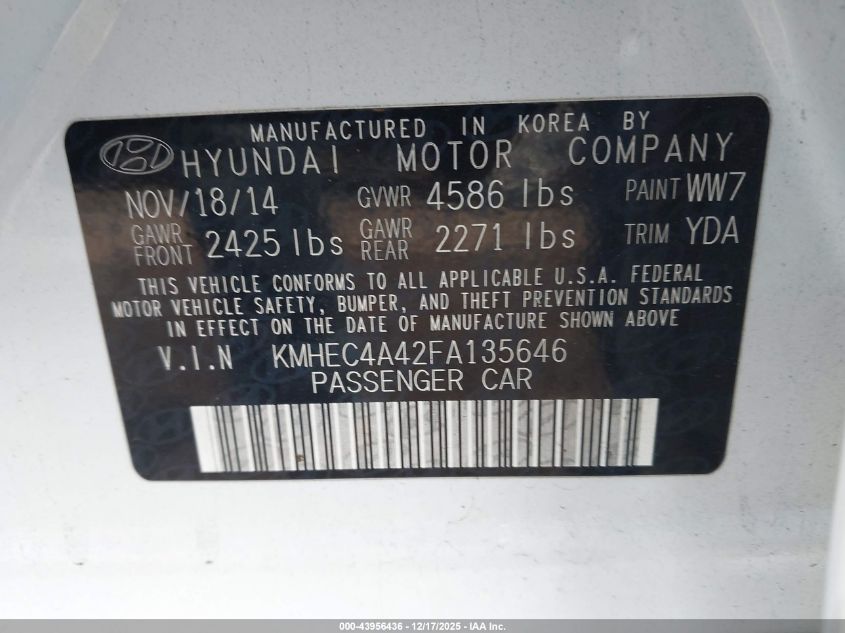 MANUFACTURED IN KOREA BY
HYUNDAI MOTOR COMPANY
NOV/18/14 GVWR 4586 lbs PAINT WW7
GAWR FRONT 2425 lbs GAWR REAR 2271 lbs TRIM YDA
THIS VEHICLE CONFORMS TO ALL APPLICABLE U.S.A. FEDERAL
MOTOR VEHICLE SAFETY, BUMPER, AND THEFT PREVENTION STANDARDS
IN EFFECT ON THE DATE OF MANUFACTURE SHOWN ABOVE
V.I.N KMHEC4A42FA135646
PASSENGER CAR
000-43956436 - 12/17/2025 - IAA Inc.